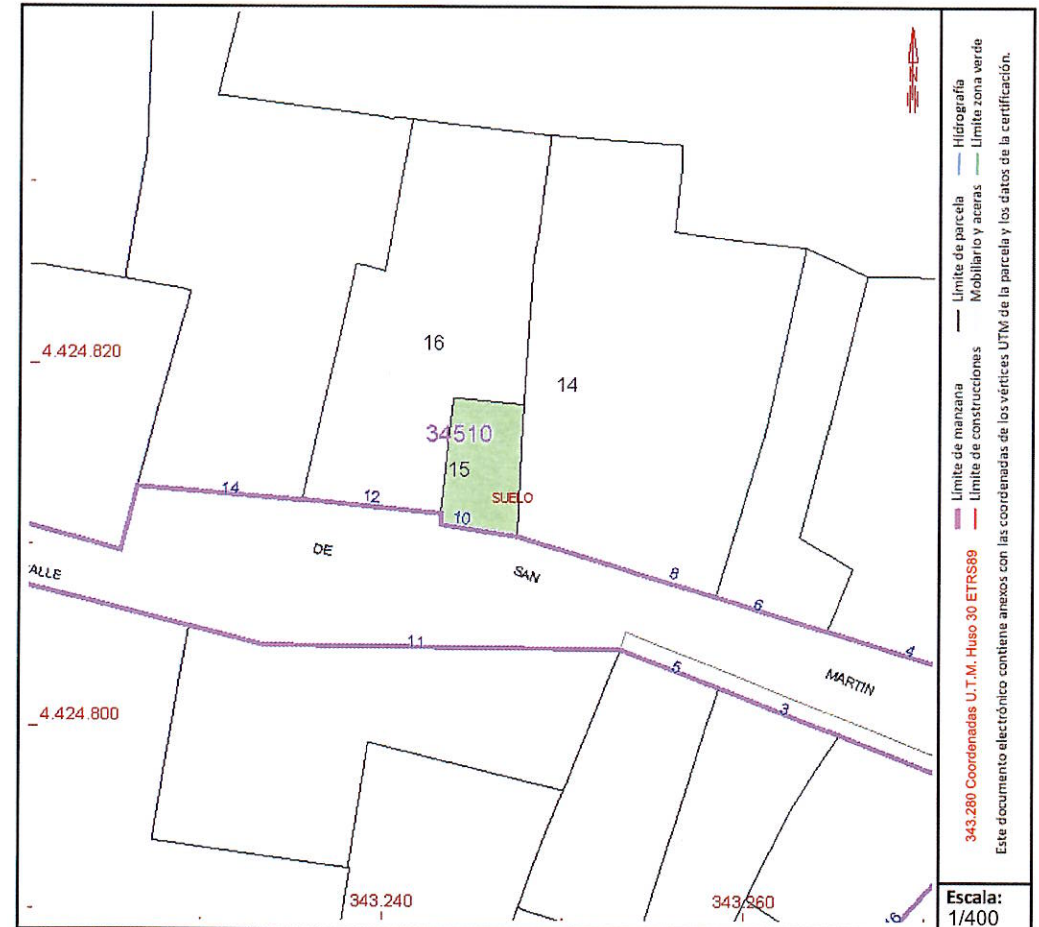 16
14
4.424.820
34510
15
SUELO
14
12
10
DE
SAN
ALLE
8
6
4
11
5
3
MARTIN
4.424.800
343.240
343.260
6
Límite de manzana
Límite de parcela
Hidrografía
Límite de construcciones
Mobiliario y aceras
Límite zona verde
343.280 Coordenadas U.T.M. Huso 30 ETRS89
Este documento electrónico contiene anexos con las coordenadas de los vértices UTM de la parcela y los datos de la certificación.
Escala:
1/400